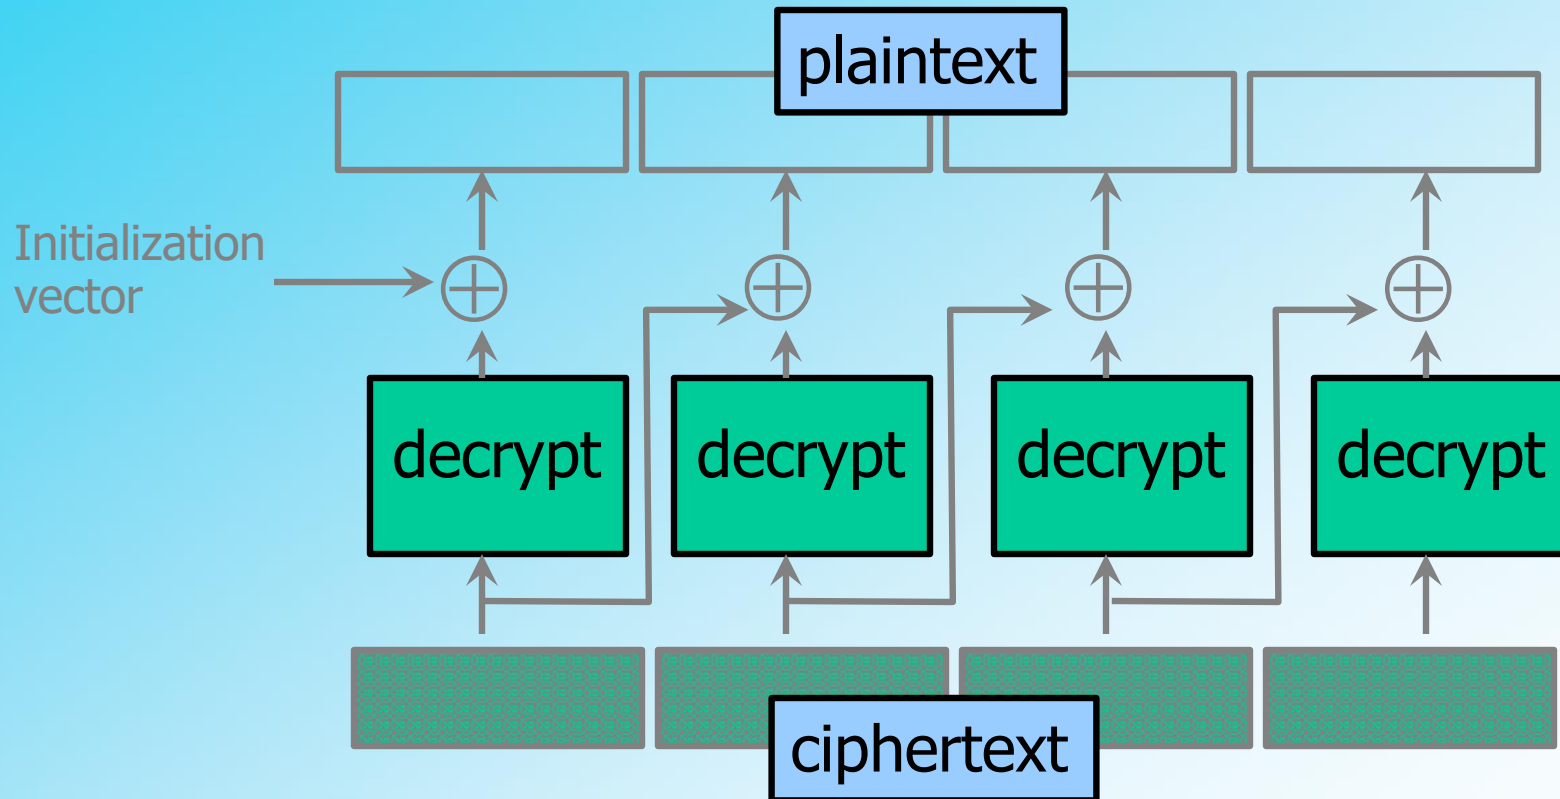 plaintext
Initialization
vector
decrypt decrypt decrypt decrypt
ciphertext